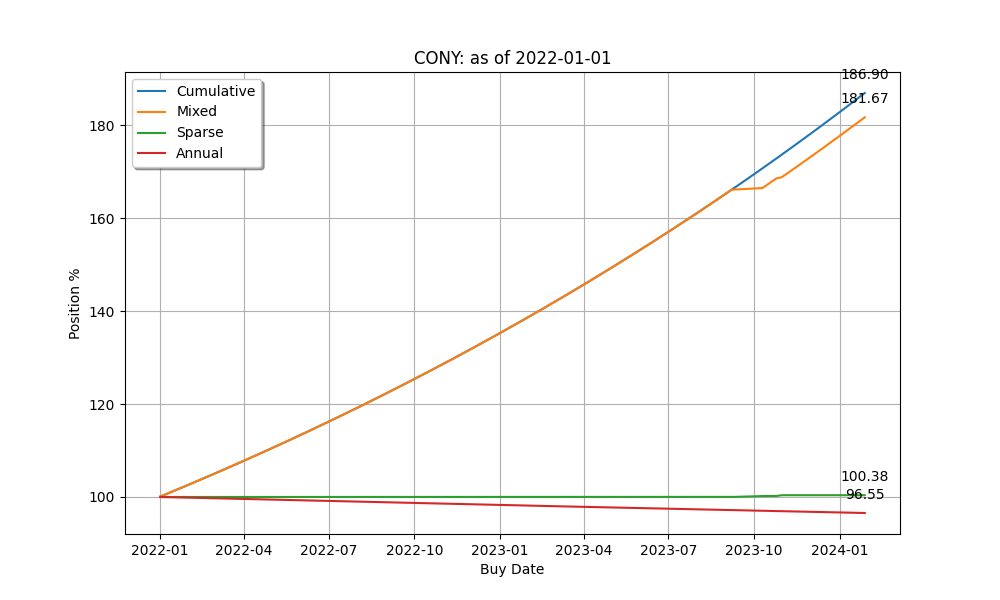 CONY: as of 2022-01-01
Cumulative
Mixed
Sparse
Annual
186.90
181.67
100.38
96.55
180
160
140
120
100
Position %
2022-01
2022-04
2022-07
2022-10
2023-01
2023-04
2023-07
2023-10
2024-01
Buy Date